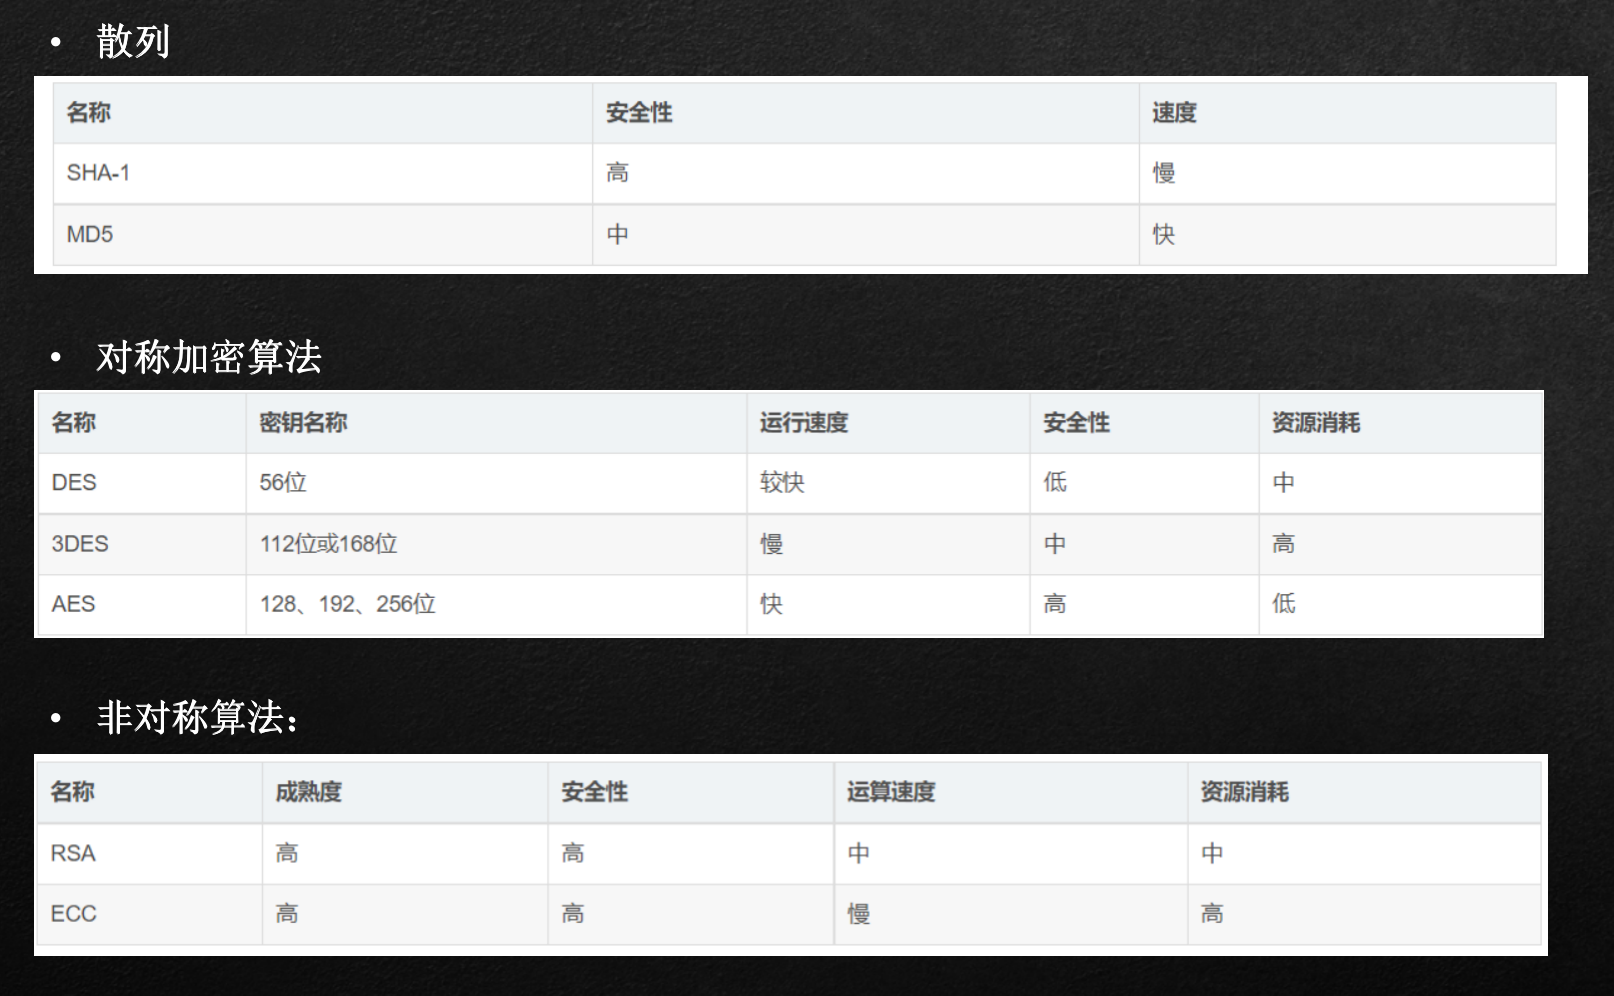 • 散列
名称 安全性 速度
SHA-1 高 慢
MD5 中 快
• 对称加密算法
名称 密钥名称 运行速度 安全性 资源消耗
DES 56位 较快 低 中
3DES 112位或168位 慢 中 高
AES 128、192、256位 快 高 低
• 非对称算法：
名称 成熟度 安全性 运算速度 资源消耗
RSA 高 高 中 中
ECC 高 高 慢 高